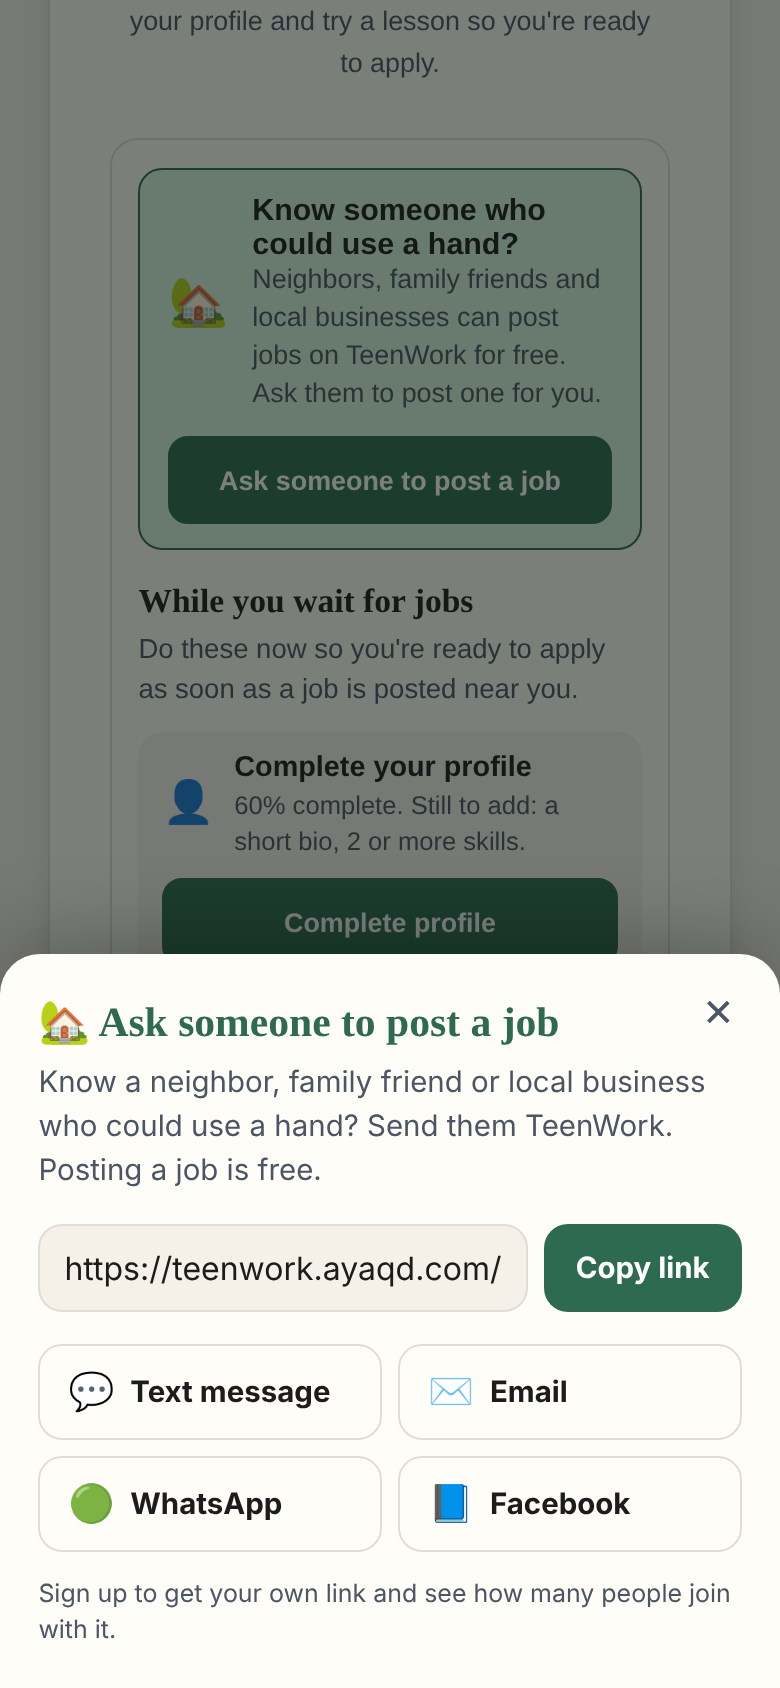 your profile and try a lesson so you're ready
to apply.
Know someone who
could use a hand?
Neighbors, family friends and
local businesses can post
jobs on TeenWork for free.
Ask them to post one for you.
Ask someone to post a job
While you wait for jobs
Do these now so you're ready to apply
as soon as a job is posted near you.
Complete your profile
60% complete. Still to add: a
short bio, 2 or more skills.
Complete profile
Ask someone to post a job
Know a neighbor, family friend or local business
who could use a hand? Send them TeenWork.
Posting a job is free.
https://teenwork.ayaqd.com/
Copy link
Text message
Email
WhatsApp
Facebook
Sign up to get your own link and see how many people join
with it.